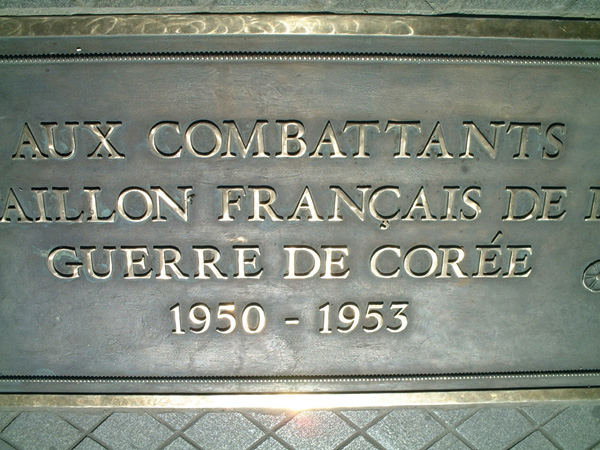 AUX COMBATTANTS
AILLON FRANÇAIS DE
GUERRE DE CORÉE
1950 - 1953